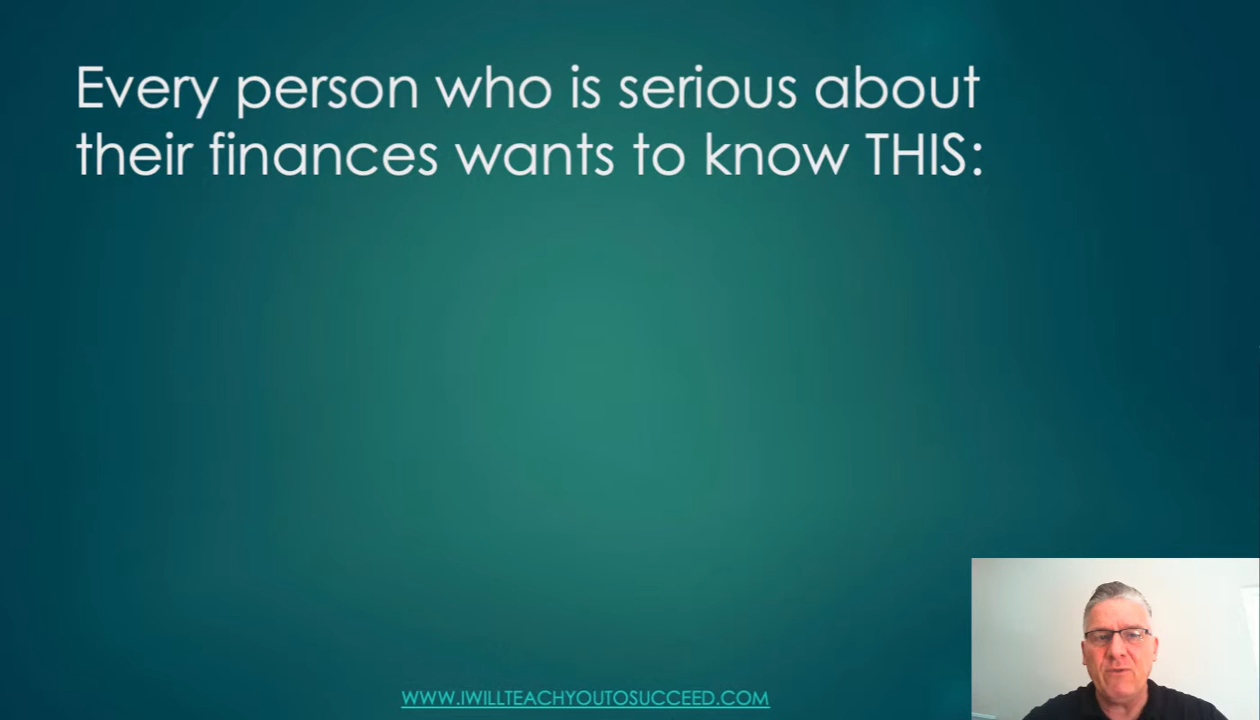 Every person who is serious about
their finances wants to know THIS:
WWW.IWILLTEACHYOUTOSUCCEED.COM